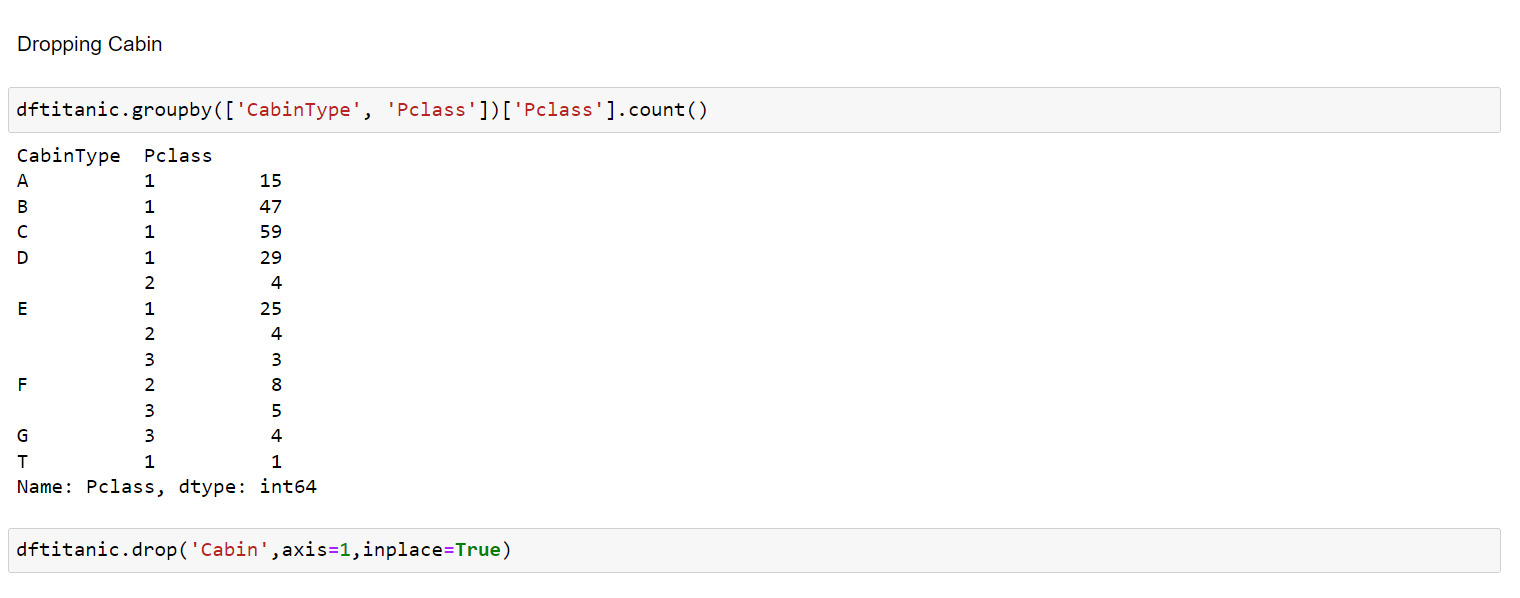 Dropping Cabin
dftitanic.groupby(['CabinType', 'Pclass'])['Pclass'].count()
CabinType  Pclass
A          1         15
B          1         47
C          1         59
D          1         29
           2          4
E          1         25
           2          4
           3          3
F          2          8
           3          5
G          3          4
T          1          1
Name: Pclass, dtype: int64
dftitanic.drop('Cabin',axis=1,inplace=True)